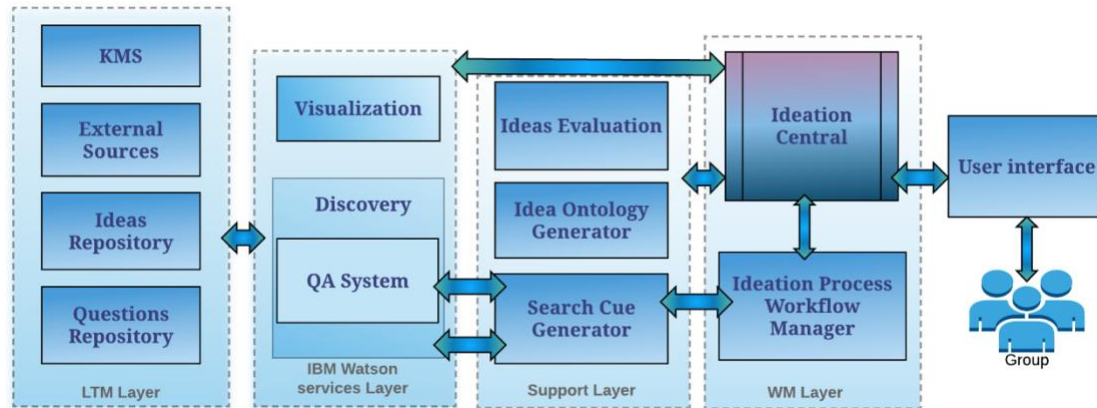 KMS
External
Sources
Ideas
Repository
Questions
Repository
LTM Layer
Visualization
Discovery
QA System
IBM Watson
services Layer
Ideas Evaluation
Idea Ontology
Generator
Search Cue
Generator
Support Layer
Ideation
Central
Ideation Process
Workflow
Manager
WM Layer
User interface
Group